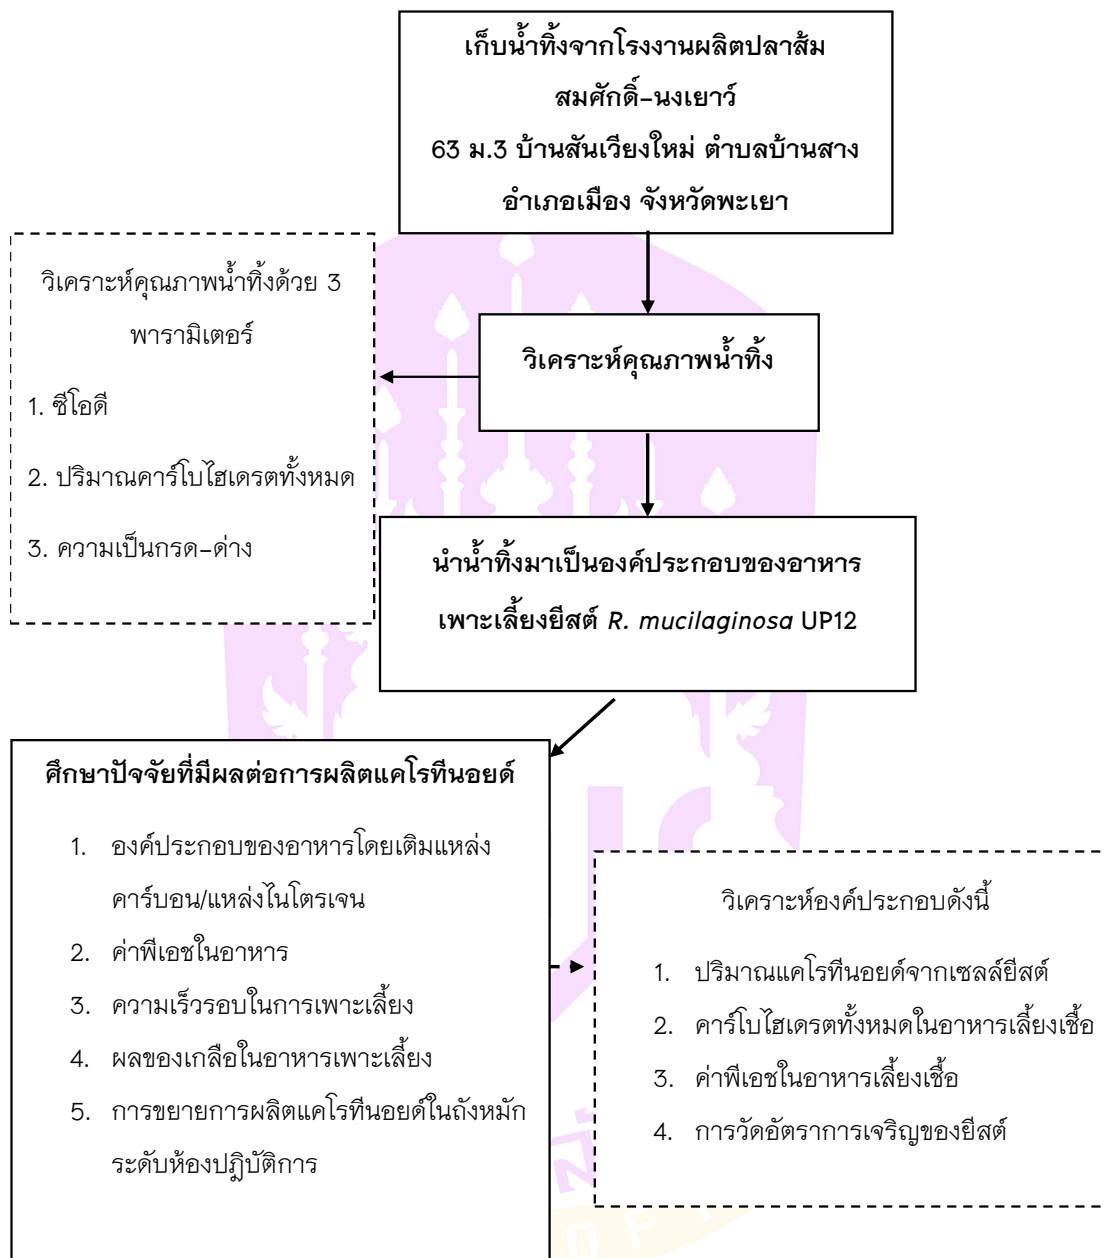 เก็บน้ำทิ้งจากโรงงานผลิตปลาส้ม
สมศักดิ์-นงเยาว์
63 ม.3 บ้านสันเวียงใหม่ ตำบลบ้านสาง
อำเภอเมือง จังหวัดพะเยา
วิเคราะห์คุณภาพน้ำทิ้งด้วย 3
พารามิเตอร์
1. ซีโอดี
2. ปริมาณคาร์โบไฮเดรตทั้งหมด
3. ความเป็นกรด-ด่าง
วิเคราะห์คุณภาพน้ำทิ้ง
นำน้ำทิ้งมาเป็นองค์ประกอบของอาหาร
เพาะเลี้ยงยีสต์ R. mucilaginosa UP12
ศึกษาปัจจัยที่มีผลต่อการผลิตแคโรทีนอยด์
1. องค์ประกอบของอาหารโดยเติมแหล่ง
คาร์บอน/แหล่งไนโตรเจน
2. ค่าพีเอชในอาหาร
3. ความเร็วรอบในการเพาะเลี้ยง
4. ผลของเกลือในอาหารเพาะเลี้ยง
5. การขยายการผลิตแคโรทีนอยด์ในถังหมัก
ระดับห้องปฏิบัติการ
วิเคราะห์องค์ประกอบดังนี้
1. ปริมาณแคโรทีนอยด์จากเซลล์ยีสต์
2. คาร์โบไฮเดรตทั้งหมดในอาหารเลี้ยงเชื้อ
3. ค่าพีเอชในอาหารเลี้ยงเชื้อ
4. การวัดอัตราการเจริญของยีสต์